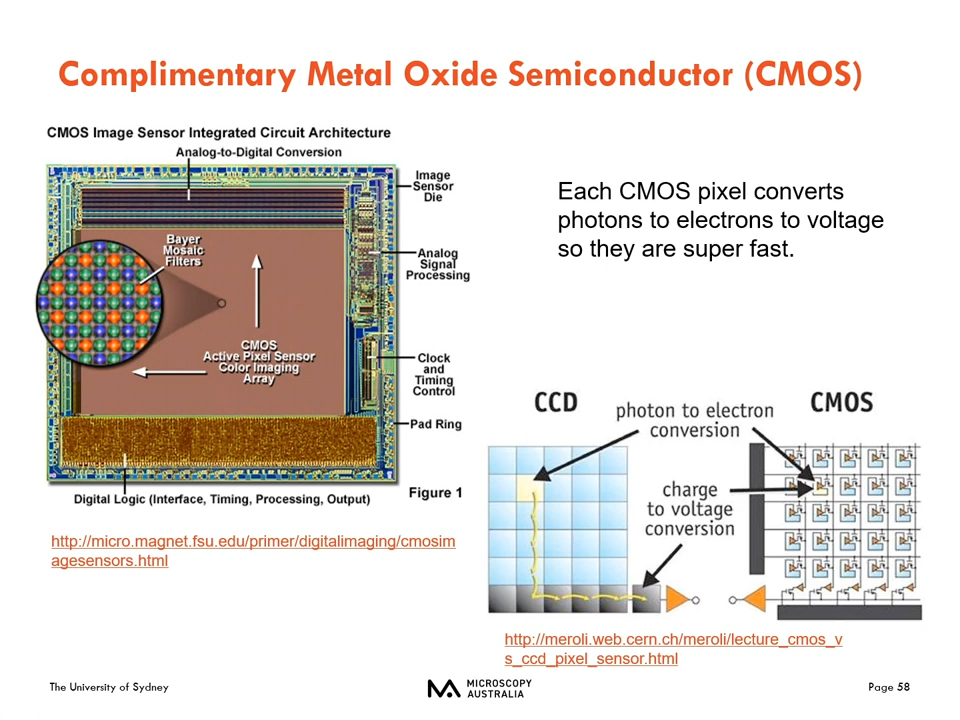 Complimentary Metal Oxide Semiconductor (CMOS)
CMOS Image Sensor Integrated Circuit Architecture
Analog-to-Digital Conversion
Image
Sensor
Die
Bayer
Mosaic
Filters
Analog
Signal
Processing
CMOS
Active Pixel Sensor
Color Imaging
Array
Clock
and
Timing
Control
Pad Ring
Digital Logic (Interface, Timing, Processing, Output)
Figure 1
http://micro.magnet.fsu.edu/primer/digitalimaging/cmosim
agesensors.html
Each CMOS pixel converts
photons to electrons to voltage
so they are super fast.
CCD
photon to electron
conversion
CMOS
charge
to voltage
conversion
http://meroli.web.cern.ch/meroli/lecture_cmos_v
s_ccd_pixel_sensor.html
The University of Sydney
MICROSCOPY
AUSTRALIA
Page 58